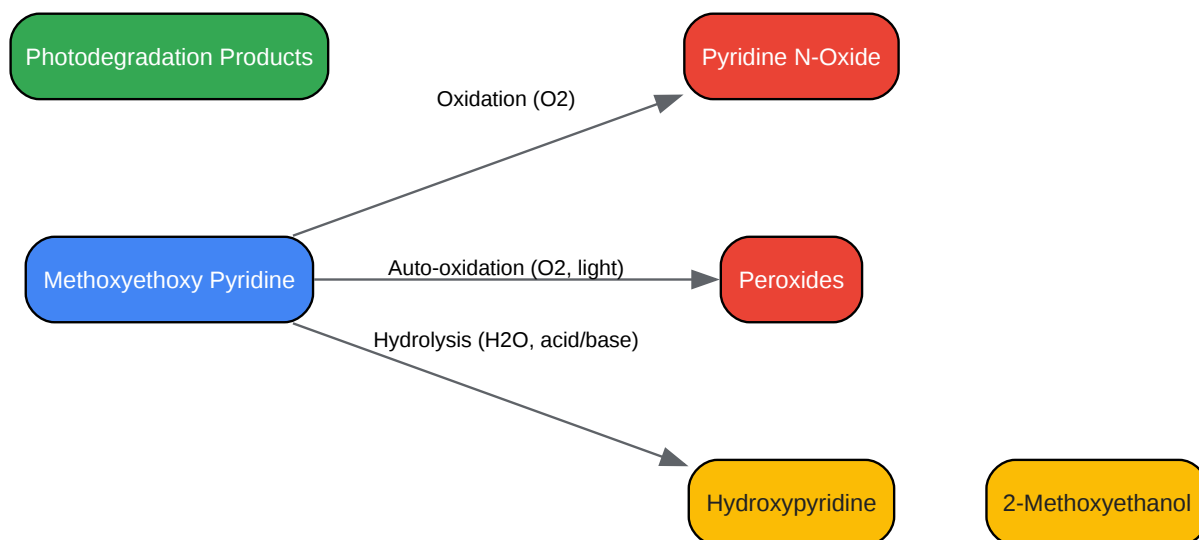 Photodegradation Products
Pyridine N-Oxide
Oxidation (O2)
Methoxyethoxy Pyridine
Auto-oxidation (O2, light)
Peroxides
Hydrolysis (H2O, acid/base)
Hydroxypyridine
2-Methoxyethanol